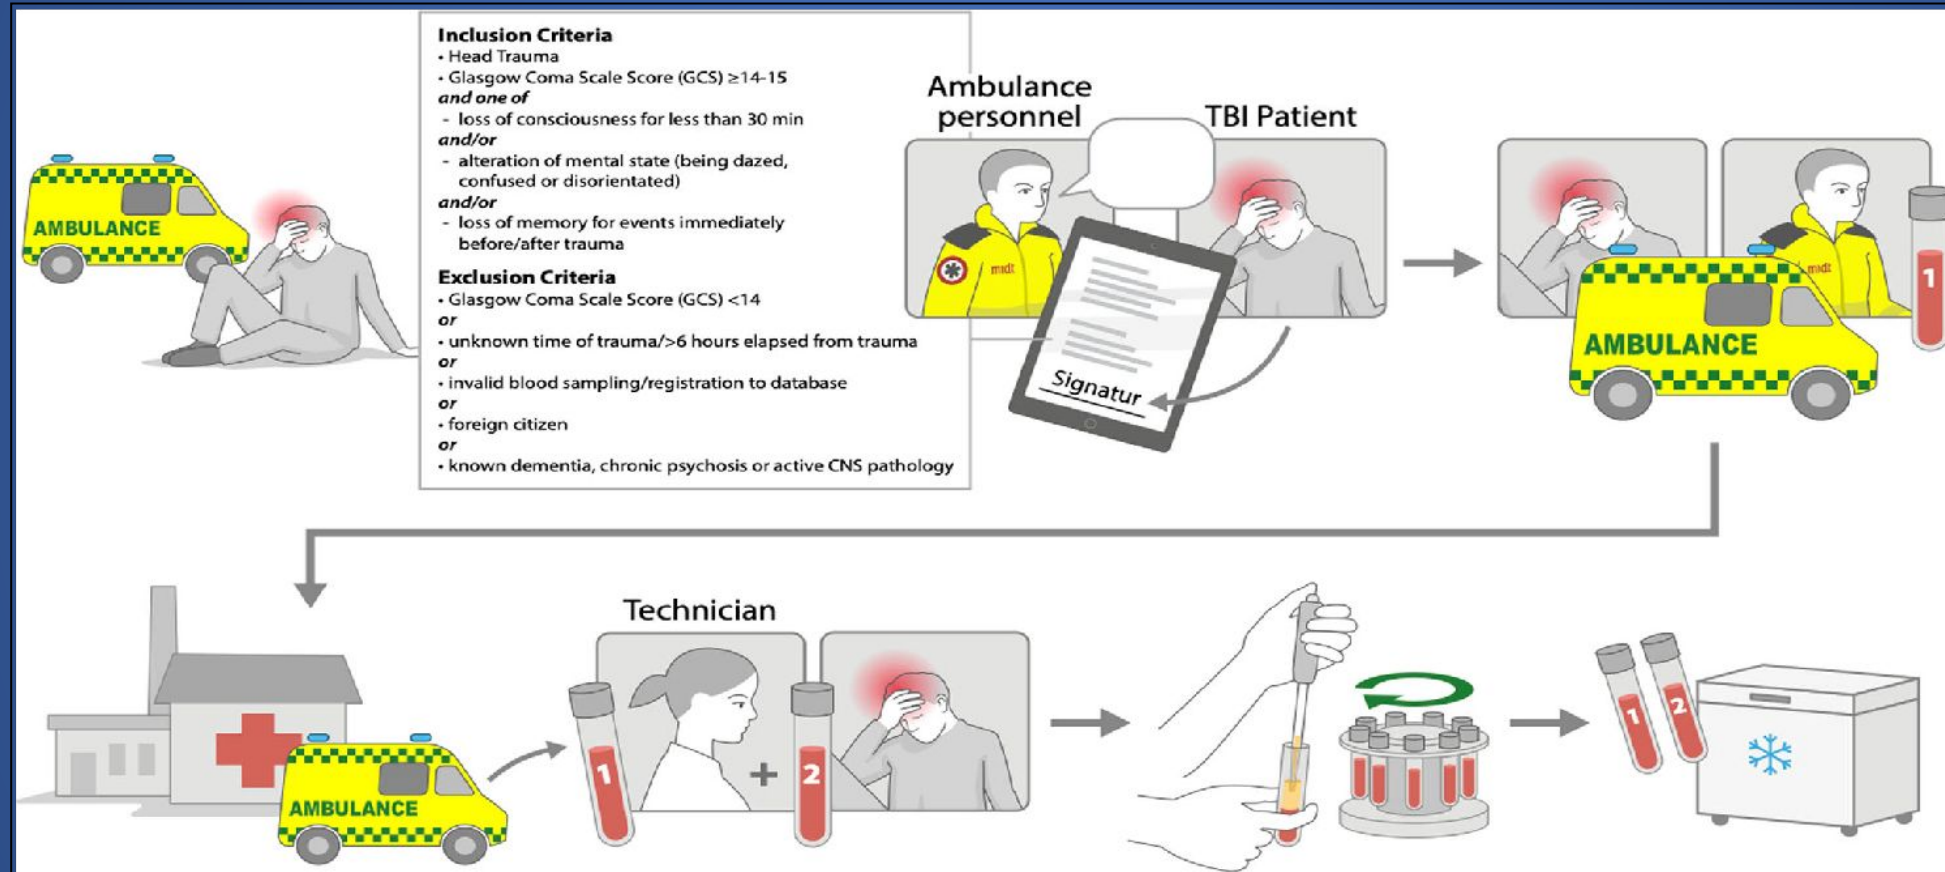 Inclusion Criteria
• Head Trauma
• Glasgow Coma Scale Score (GCS) ≥14-15
and one of
- loss of consciousness for less than 30 min
and/or
- alteration of mental state (being dazed,
confused or disorientated)
and/or
- loss of memory for events immediately
before/after trauma
Exclusion Criteria
• Glasgow Coma Scale Score (GCS) <14
or
• unknown time of trauma/>6 hours elapsed from trauma
or
• invalid blood sampling/registration to database
or
• foreign citizen
or
• known dementia, chronic psychosis or active CNS pathology
AMBULANCE
Ambulance
personnel
TBI Patient
midt
Signatur
midt
1
AMBULANCE
AMBULANCE
Technician
1
+
2
1
2